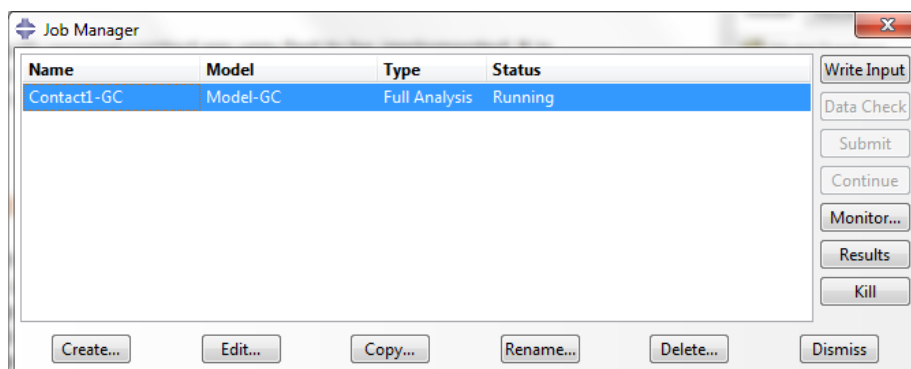 Job Manager
Name Model Type Status
Contact1-GC Model-GC Full Analysis Running
Write Input
Data Check
Submit
Continue
Monitor...
Results
Kill
Create... Edit... Copy... Rename... Delete... Dismiss